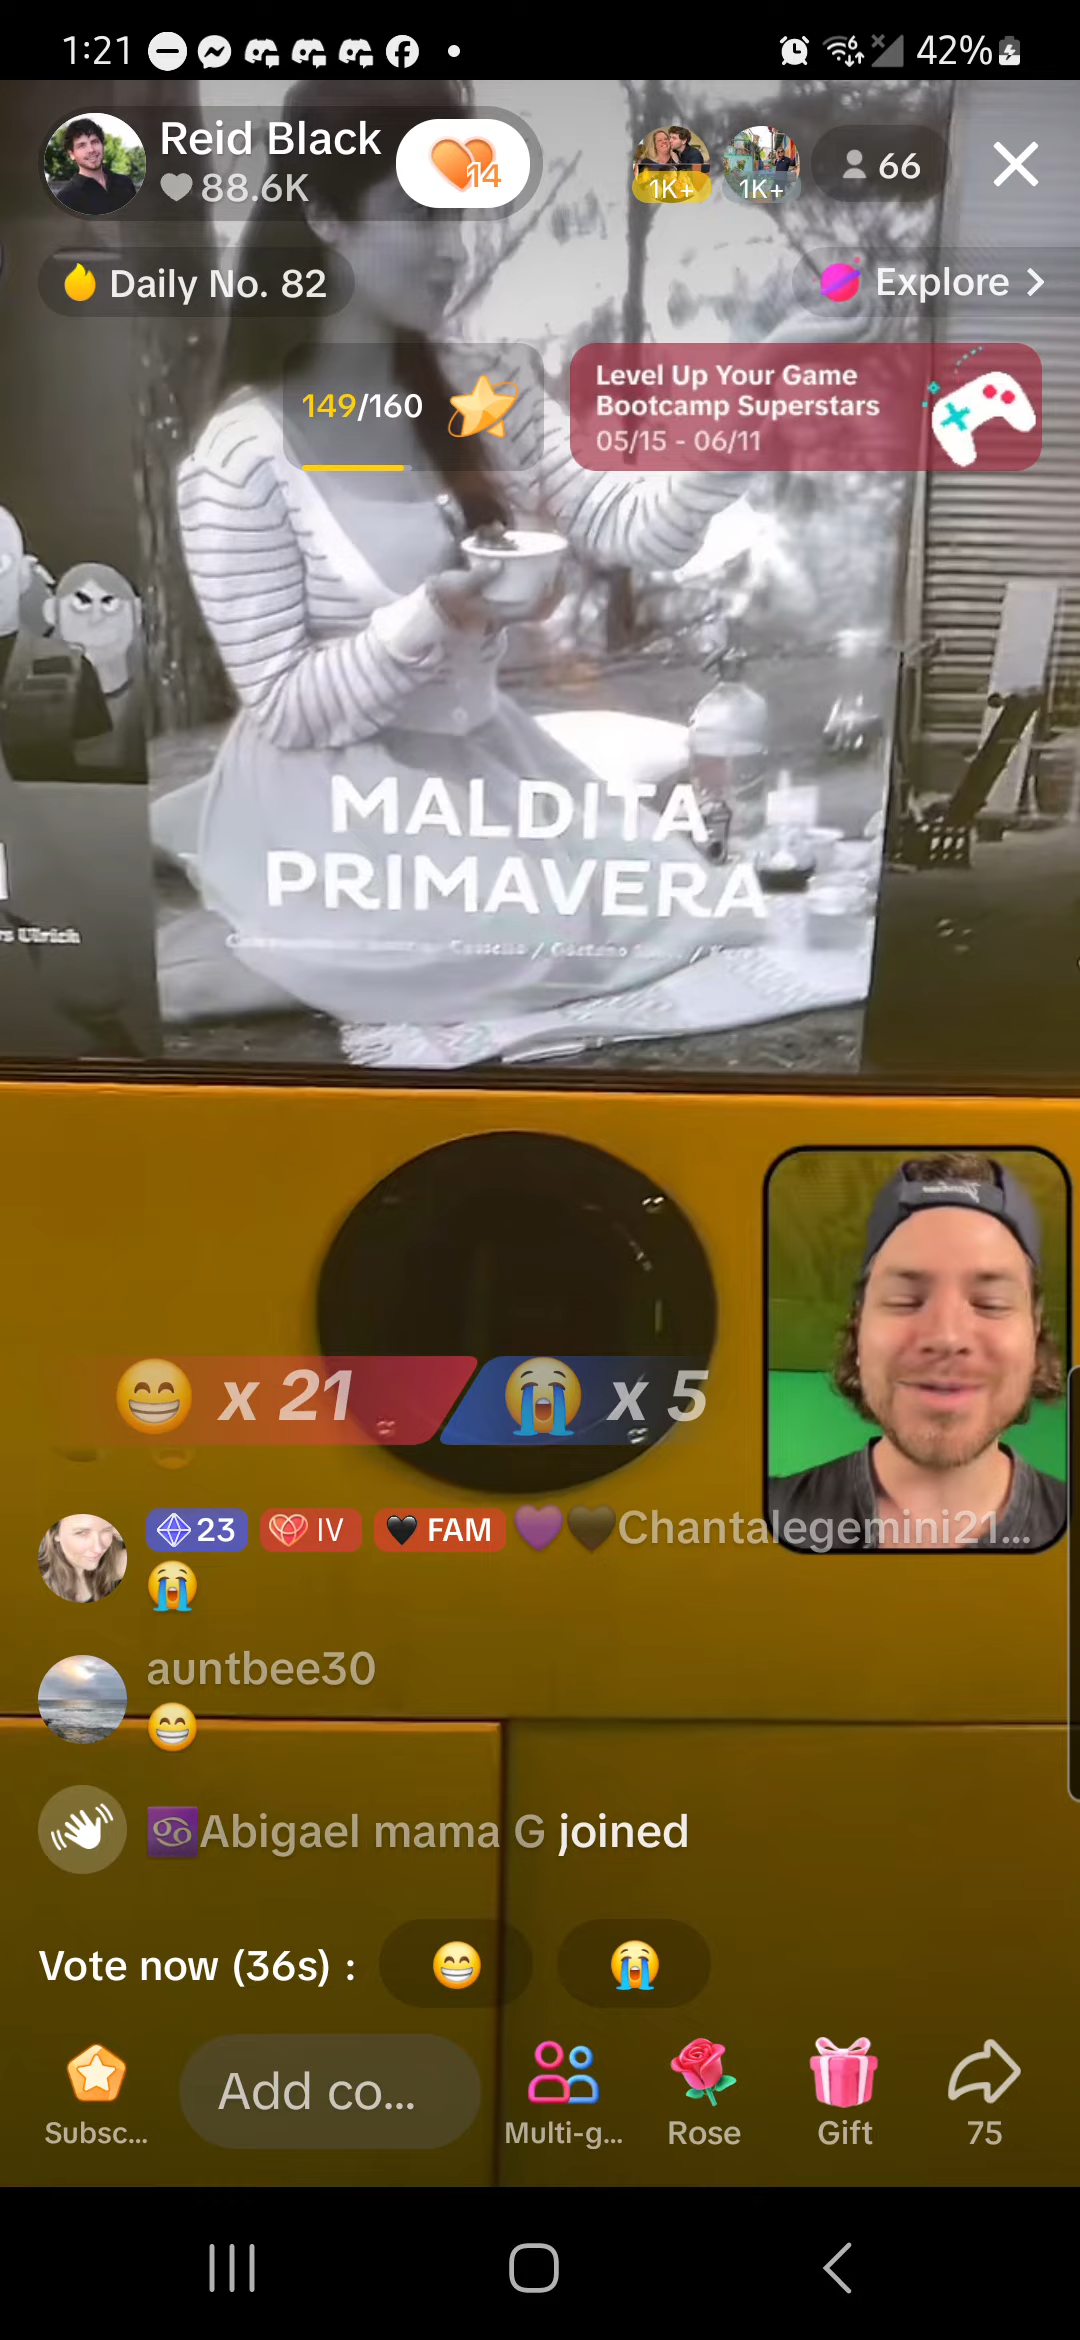 1:21
42%
Reid Black
88.6K
14
1K+
1K+
66
Daily No. 82
Explore
149/160
Level Up Your Game
Bootcamp Superstars
05/15 - 06/11
MALDITA
PRIMAVERA
Ulrich
x 21
x 5
23
IV
FAM
Chantalegemini21...
auntbee30
Abigael mama G joined
Vote now (36s) :
Subsc...
Add co...
Multi-g...
Rose
Gift
75